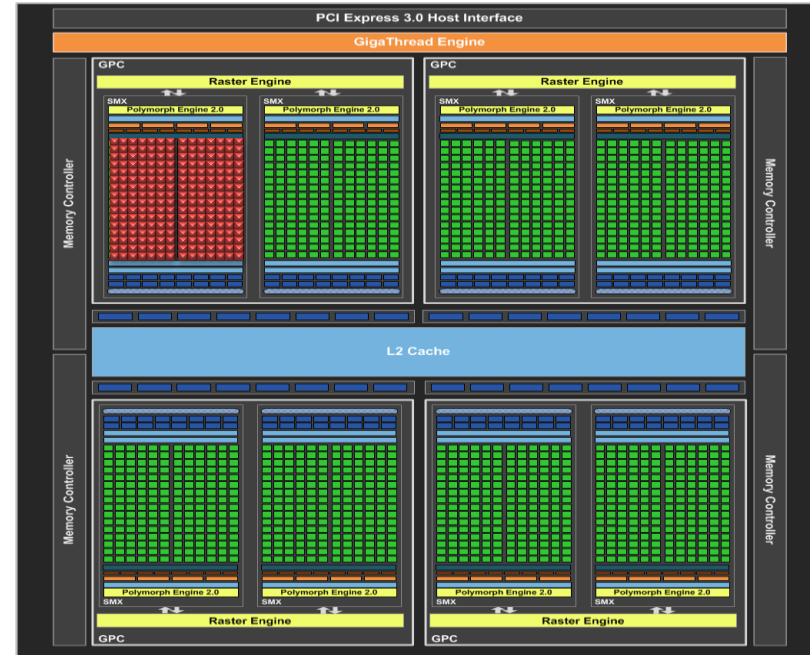 PCI Express 3.0 Host Interface
GigaThread Engine
GPC
Raster Engine
SMX
Polymorph Engine 2.0
SMX
Polymorph Engine 2.0
GPC
Raster Engine
SMX
Polymorph Engine 2.0
SMX
Polymorph Engine 2.0
Memory Controller
Memory Controller
L2 Cache
Memory Controller
Memory Controller
Polymorph Engine 2.0
SMX
Polymorph Engine 2.0
SMX
Raster Engine
GPC
Polymorph Engine 2.0
SMX
Polymorph Engine 2.0
SMX
Raster Engine
GPC